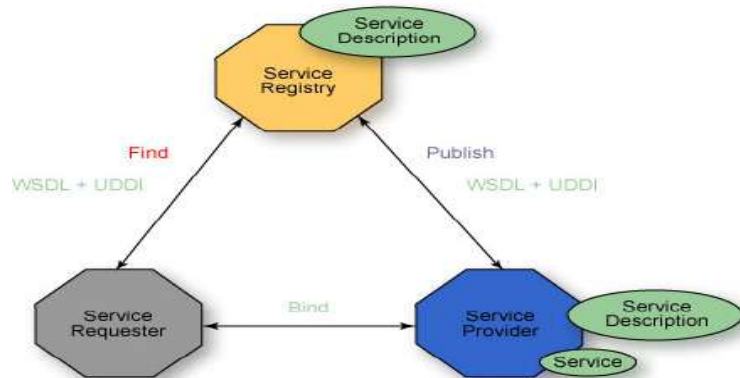 Service
Description
Service
Registry
Find
Publish
WSDL + UDDI
WSDL + UDDI
Service
Requester
Bind
Service
Provider
Service
Description
Service